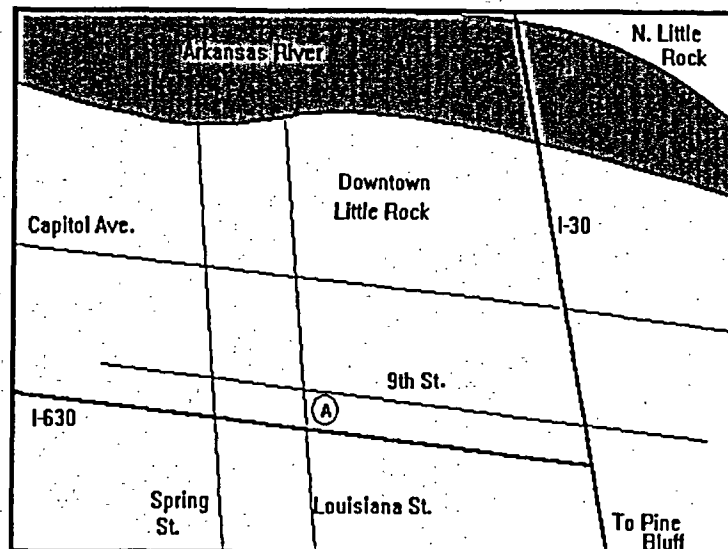 N. Little
Rock
Arkansas River
Downtown
Little Rock
Capitol Ave.
I-30
9th St.
A
I-630
Spring
St.
Louisiana St.
To Pine
Bluff